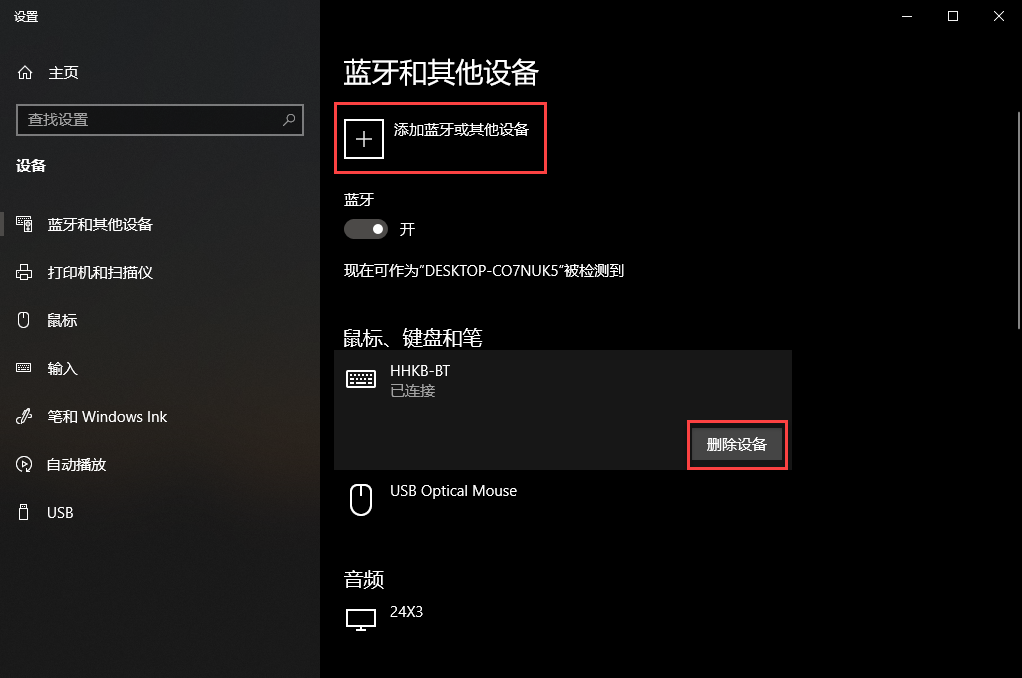 设置
主页
查找设置
设备
蓝牙和其他设备
打印机和扫描仪
鼠标
输入
笔和 Windows Ink
自动播放
USB
蓝牙和其他设备
添加蓝牙或其他设备
蓝牙
开
现在可作为"DESKTOP-CO7NUK5"被检测到
鼠标、键盘和笔
HHKB-BT
已连接
删除设备
USB Optical Mouse
音频
24X3